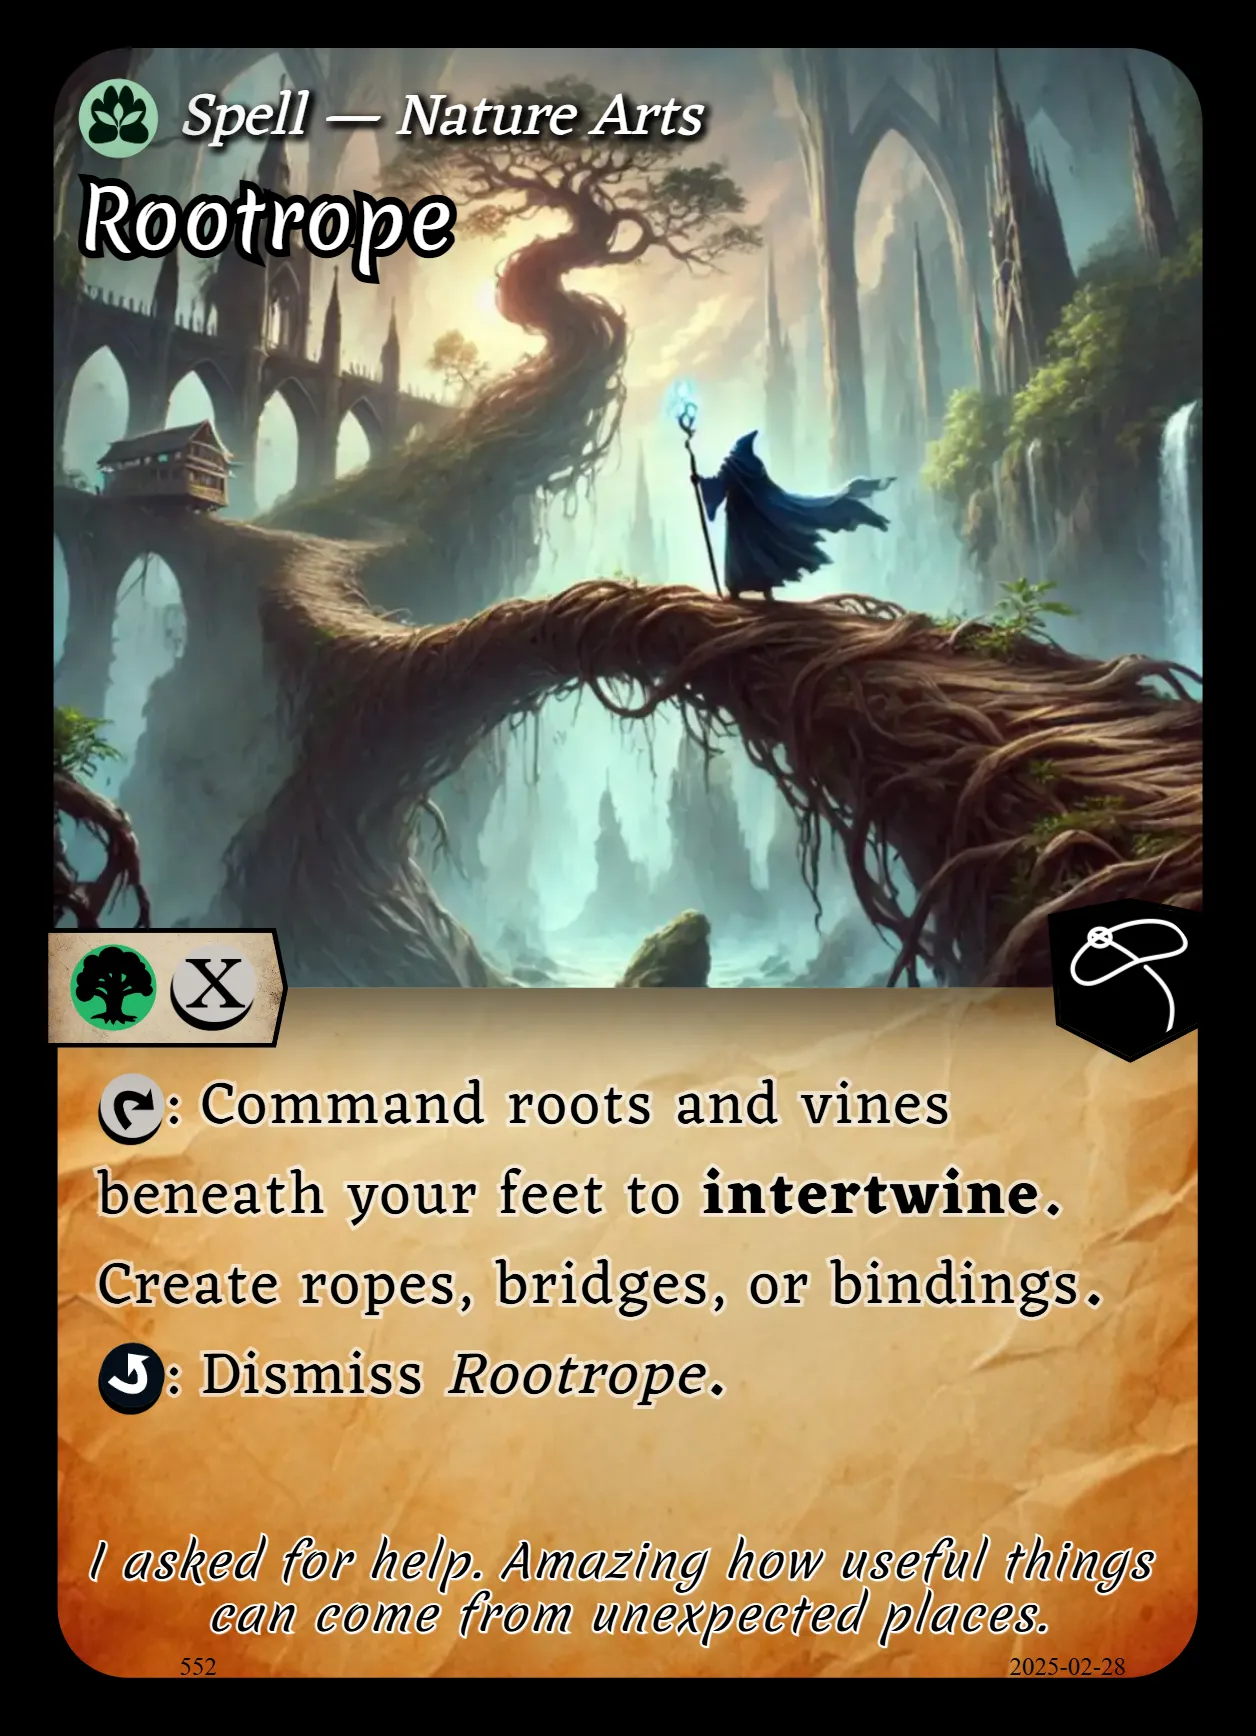 Spell — Nature Arts
Rootrope
X
: Command roots and vines
beneath your feet to intertwine.
Create ropes, bridges, or bindings.
: Dismiss Rootrope.
I asked for help. Amazing how useful things
can come from unexpected places.
552
2025-02-28